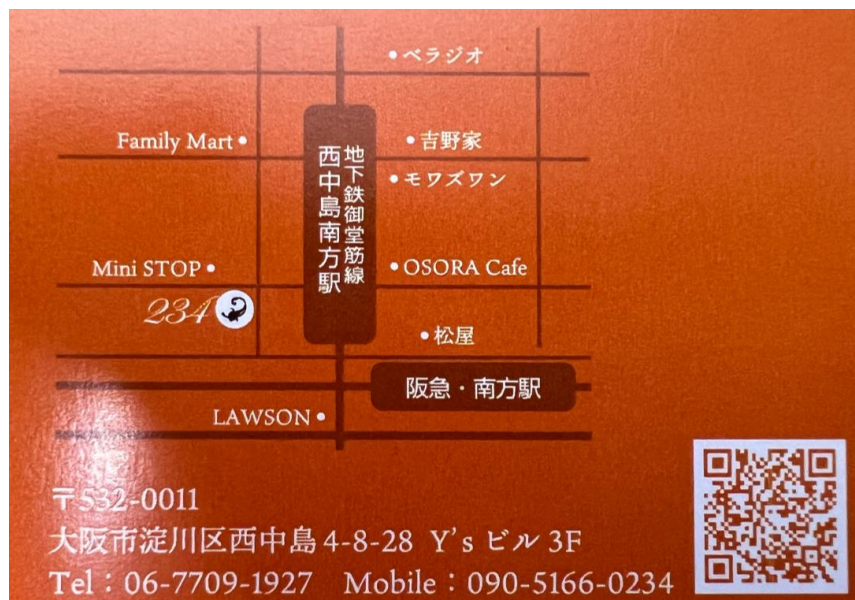 ベラジオ
Family Mart
吉野家
地下鉄御堂筋線
西中島南方駅
モワズワン
Mini STOP
OSORA Cafe
234
松屋
阪急・南方駅
LAWSON
〒532-0011
大阪市淀川区西中島4-8-28 Y's ビル 3F
Tel：06-7709-1927 Mobile：090-5166-0234